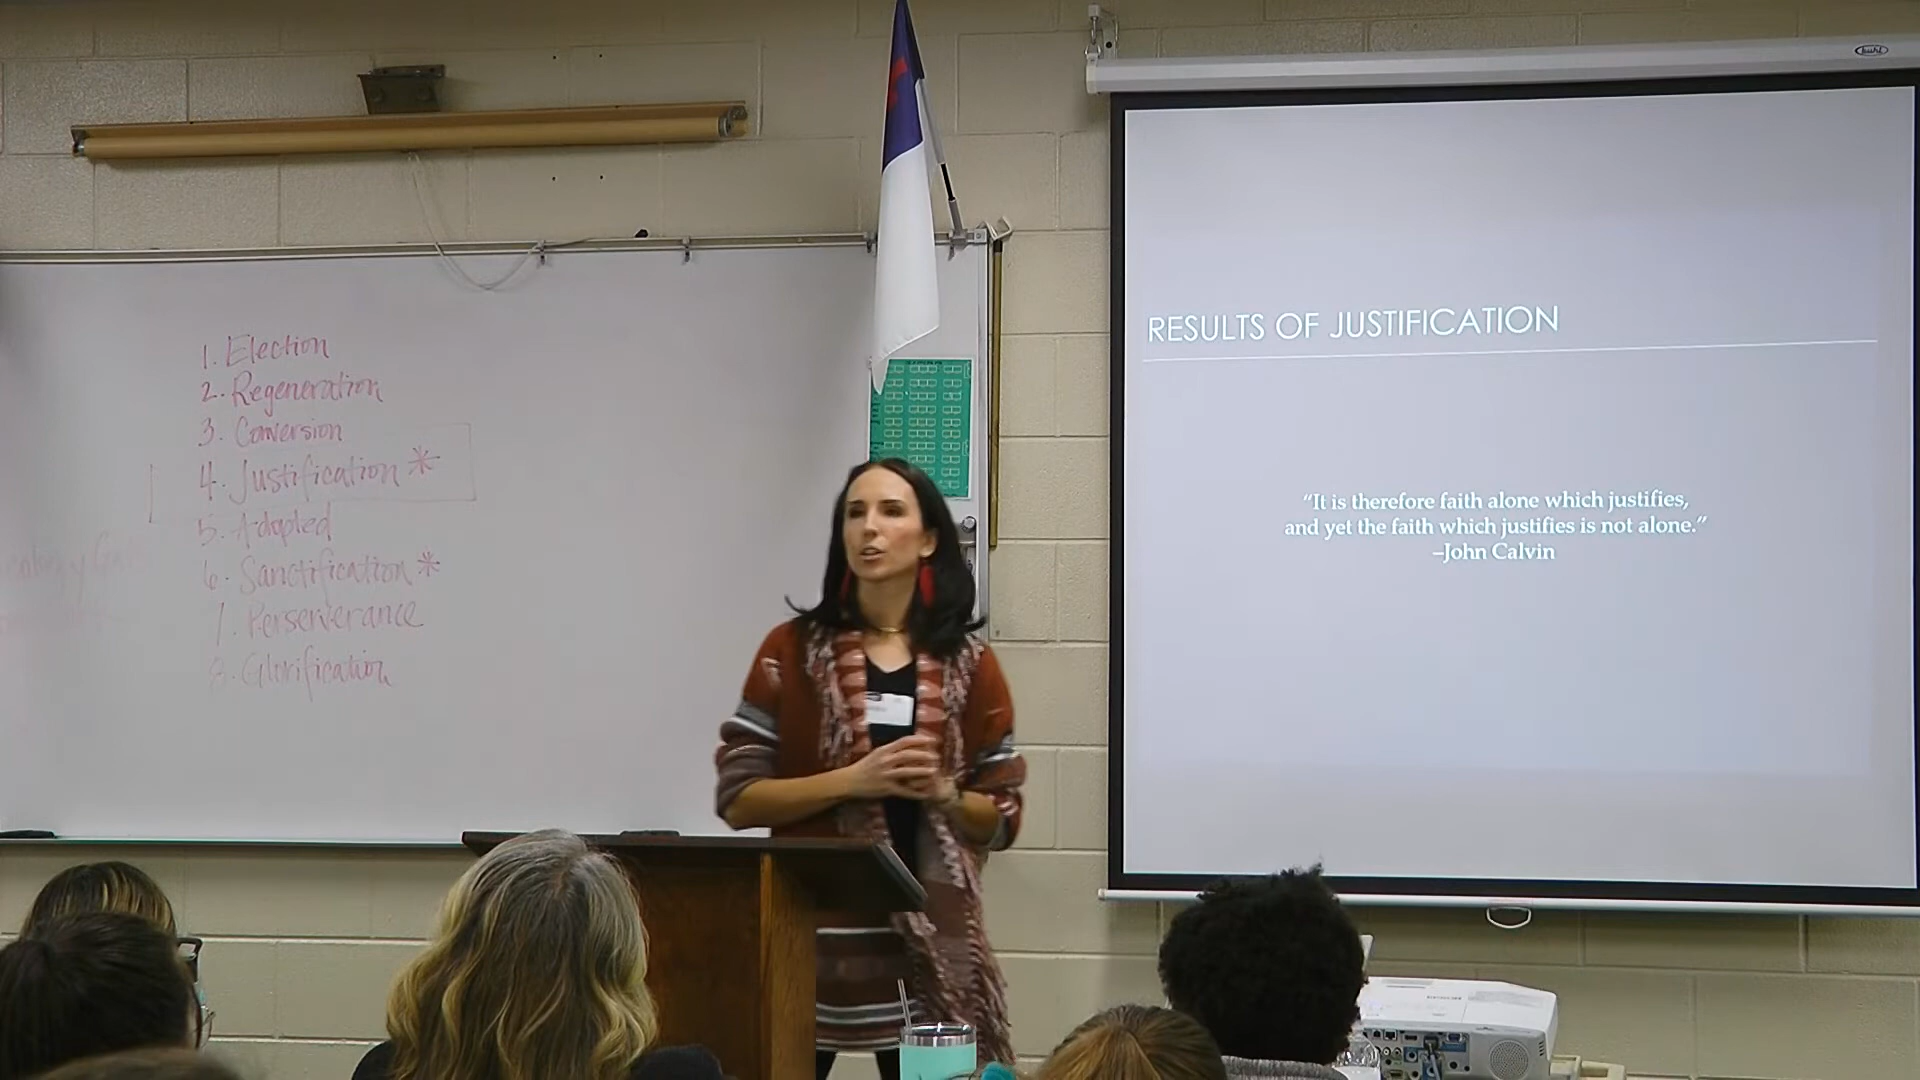 1. Election
2. Regeneration
3. Conversion
4. Justification *
5. Adopted
6. Sanctification *
7. Perserverance
8. Glorification
RESULTS OF JUSTIFICATION
“It is therefore faith alone which justifies,
and yet the faith which justifies is not alone.”
–John Calvin